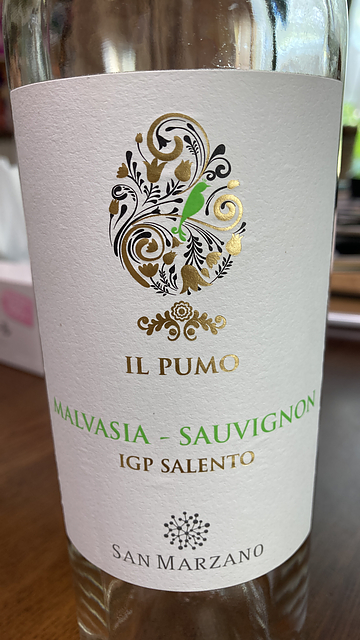 IL PUMO
MALVASIA - SAUVIGNON
IGP SALENTO
SAN MARZANO